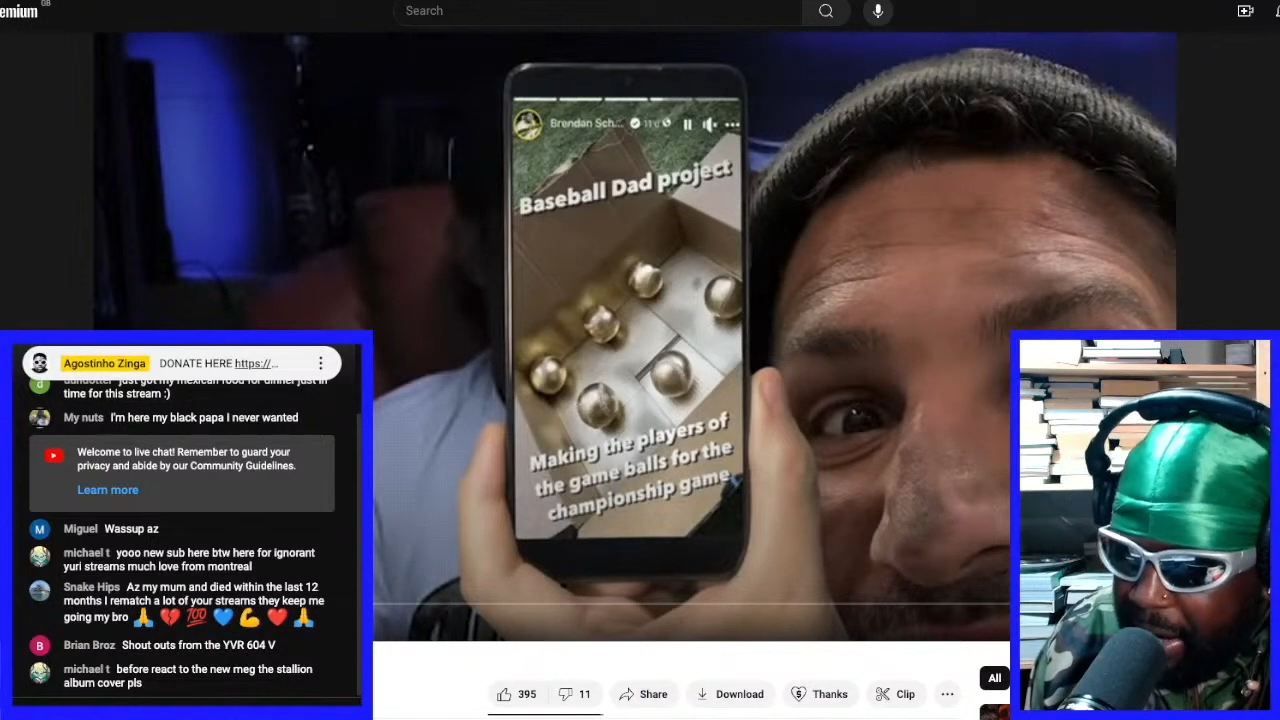 emium GB
Search
Brendan Sch...
Baseball Dad project
Making the players of
the game balls for the
championship game
Agostinho Zinga DONATE HERE https://...
just got my mexican food for dinner just in
time for this stream :)
My nuts I'm here my black papa I never wanted
Welcome to live chat! Remember to guard your
privacy and abide by our Community Guidelines.
Learn more
M Miguel Wassup az
michael t yooo new sub here btw here for ignorant
yuri streams much love from montreal
Snake Hips Az my mum and died within the last 12
months I rematch a lot of your streams they keep me
going my bro 🙏 💔 💯 💙 💪 ❤️ 🙏
B Brian Broz Shout outs from the YVR 604 V
michael t before react to the new meg the stallion
album cover pls
395 11 Share Download Thanks Clip ...
All